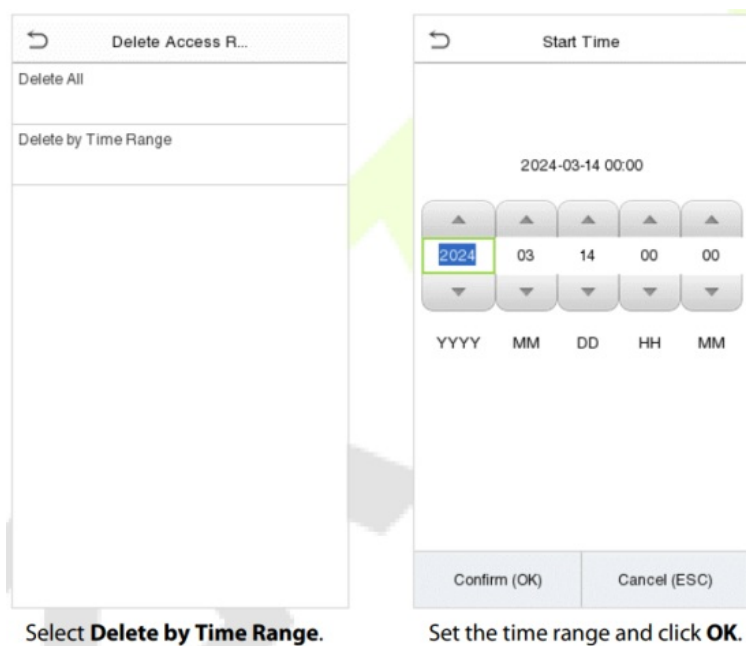 Delete Access R...
Delete All
Delete by Time Range
Select Delete by Time Range.
Start Time
2024-03-14 00:00
2024 03 14 00 00
YYYY MM DD HH MM
Confirm (OK) Cancel (ESC)
Set the time range and click OK.